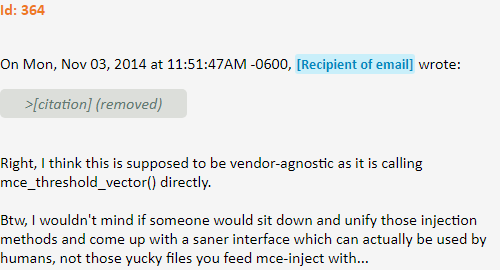 Id: 364
On Mon, Nov 03, 2014 at 11:51:47AM -0600, [Recipient of email] wrote:
>[citation] (removed)
Right, I think this is supposed to be vendor-agnostic as it is calling
mce_threshold_vector() directly.
Btw, I wouldn't mind if someone would sit down and unify those injection
methods and come up with a saner interface which can actually be used by
humans, not those yucky files you feed mce-inject with...